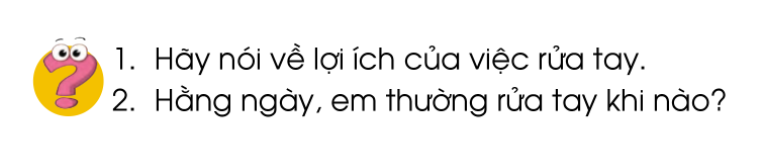 1. Hãy nói về lợi ích của việc rửa tay.
2. Hằng ngày, em thường rửa tay khi nào?